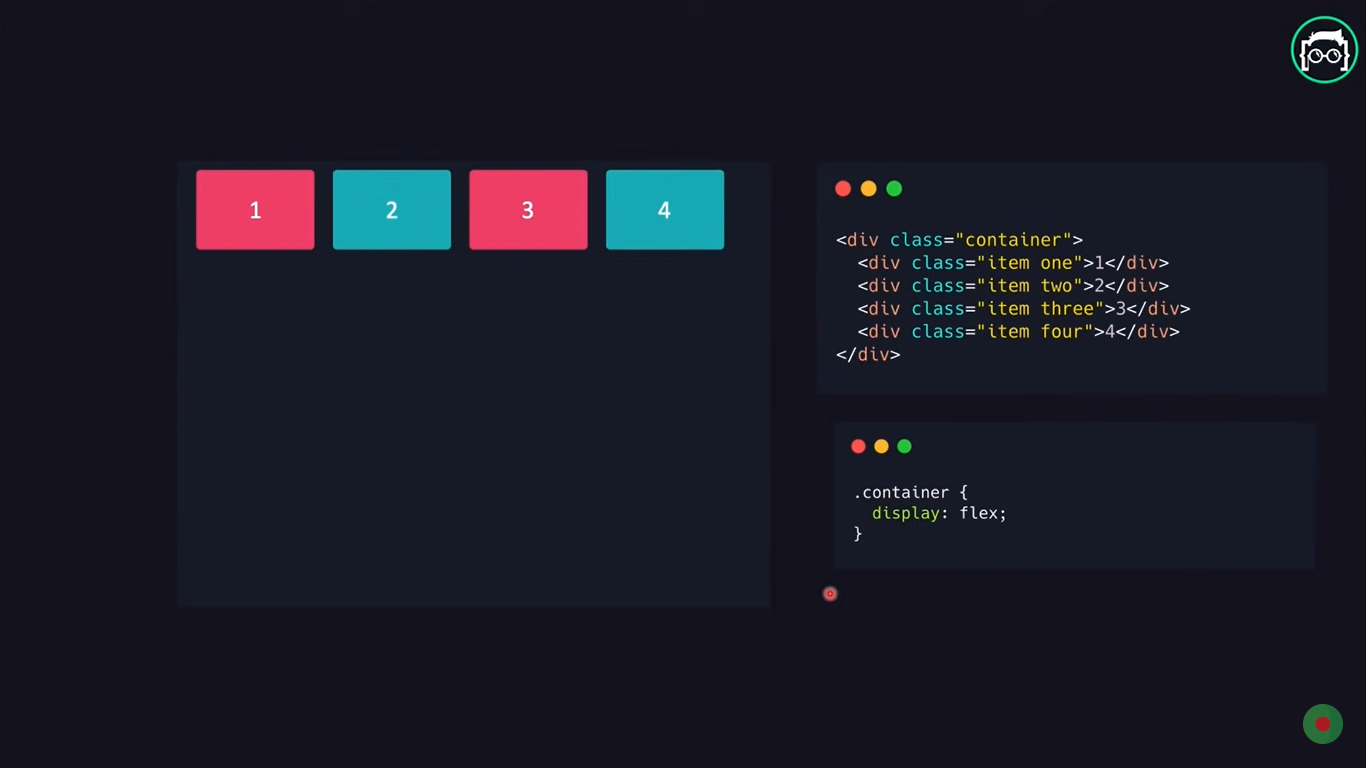 1 2 3 4
<div class="container">
  <div class="item one">1</div>
  <div class="item two">2</div>
  <div class="item three">3</div>
  <div class="item four">4</div>
</div>
.container {
  display: flex;
}